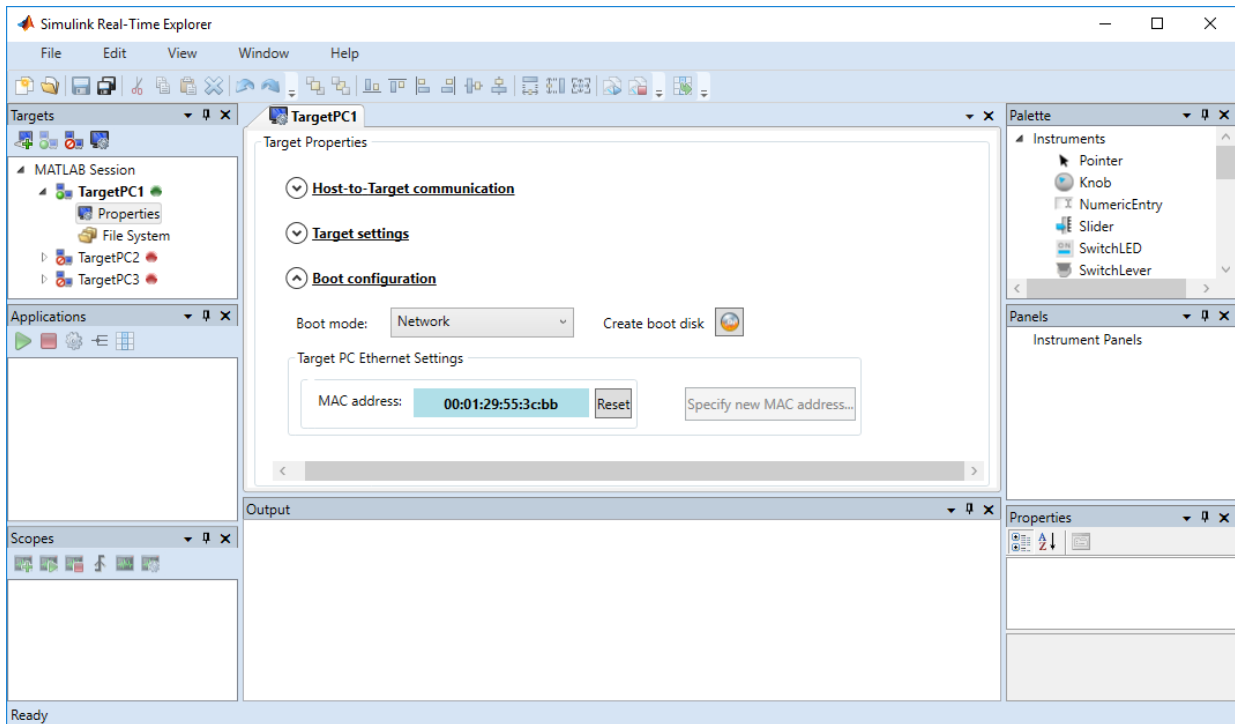 Simulink Real-Time Explorer
File Edit View Window Help
Targets
MATLAB Session
TargetPC1
Properties
File System
TargetPC2
TargetPC3
Applications
Scopes
TargetPC1
Target Properties
Host-to-Target communication
Target settings
Boot configuration
Boot mode: Network Create boot disk
Target PC Ethernet Settings
MAC address: 00:01:29:55:3c:bb Reset Specify new MAC address...
Output
Palette
Instruments
Pointer
Knob
NumericEntry
Slider
SwitchLED
SwitchLever
Panels
Instrument Panels
Properties
Ready